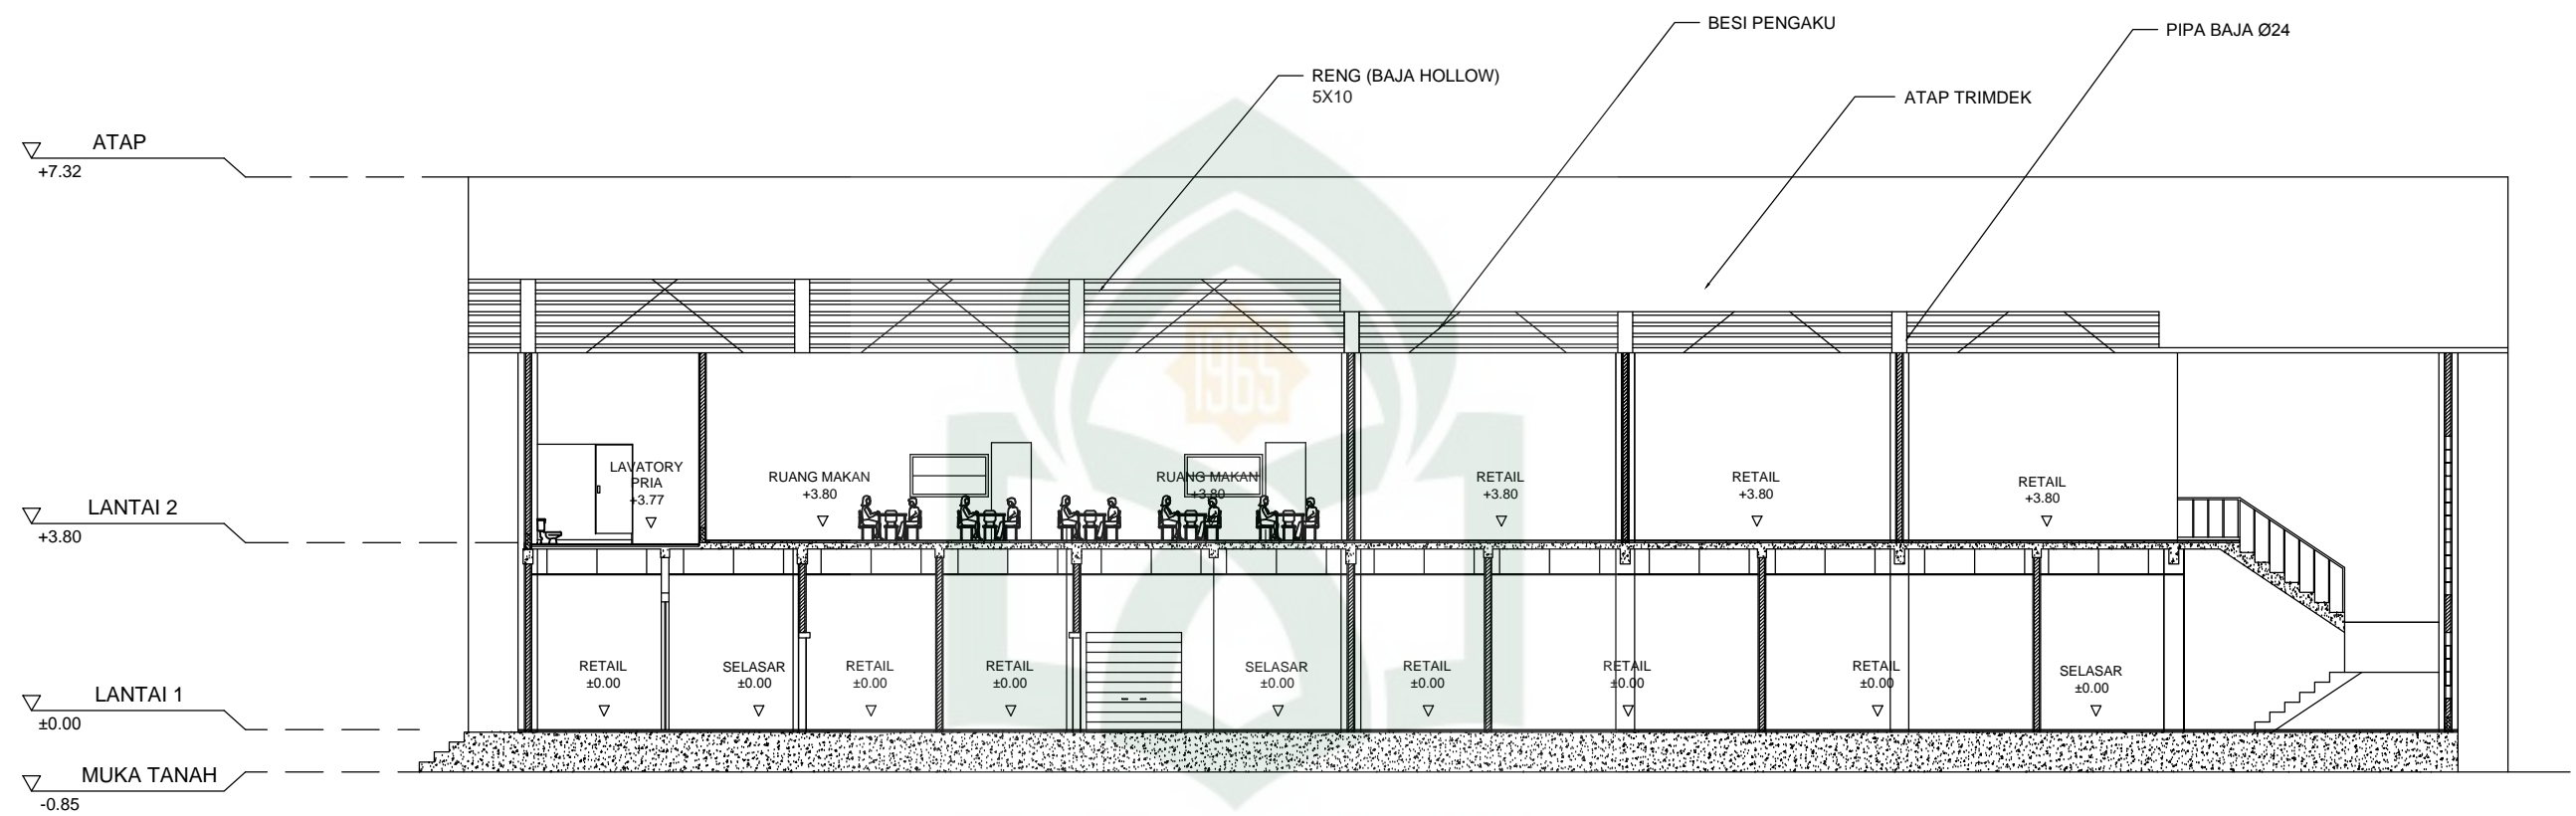 BESI PENGAKU
PIPA BAJA Ø24
RENG (BAJA HOLLOW)
5X10
ATAP TRIMDEK
ATAP
+7.32
1965
LAVATORY
PRIA
+3.77
RUANG MAKAN
+3.80
RUANG MAKAN
+3.80
RETAIL
+3.80
RETAIL
+3.80
RETAIL
+3.80
LANTAI 2
+3.80
RETAIL
±0.00
SELASAR
±0.00
RETAIL
±0.00
RETAIL
±0.00
SELASAR
±0.00
RETAIL
±0.00
RETAIL
±0.00
RETAIL
±0.00
SELASAR
±0.00
LANTAI 1
±0.00
MUKA TANAH
-0.85